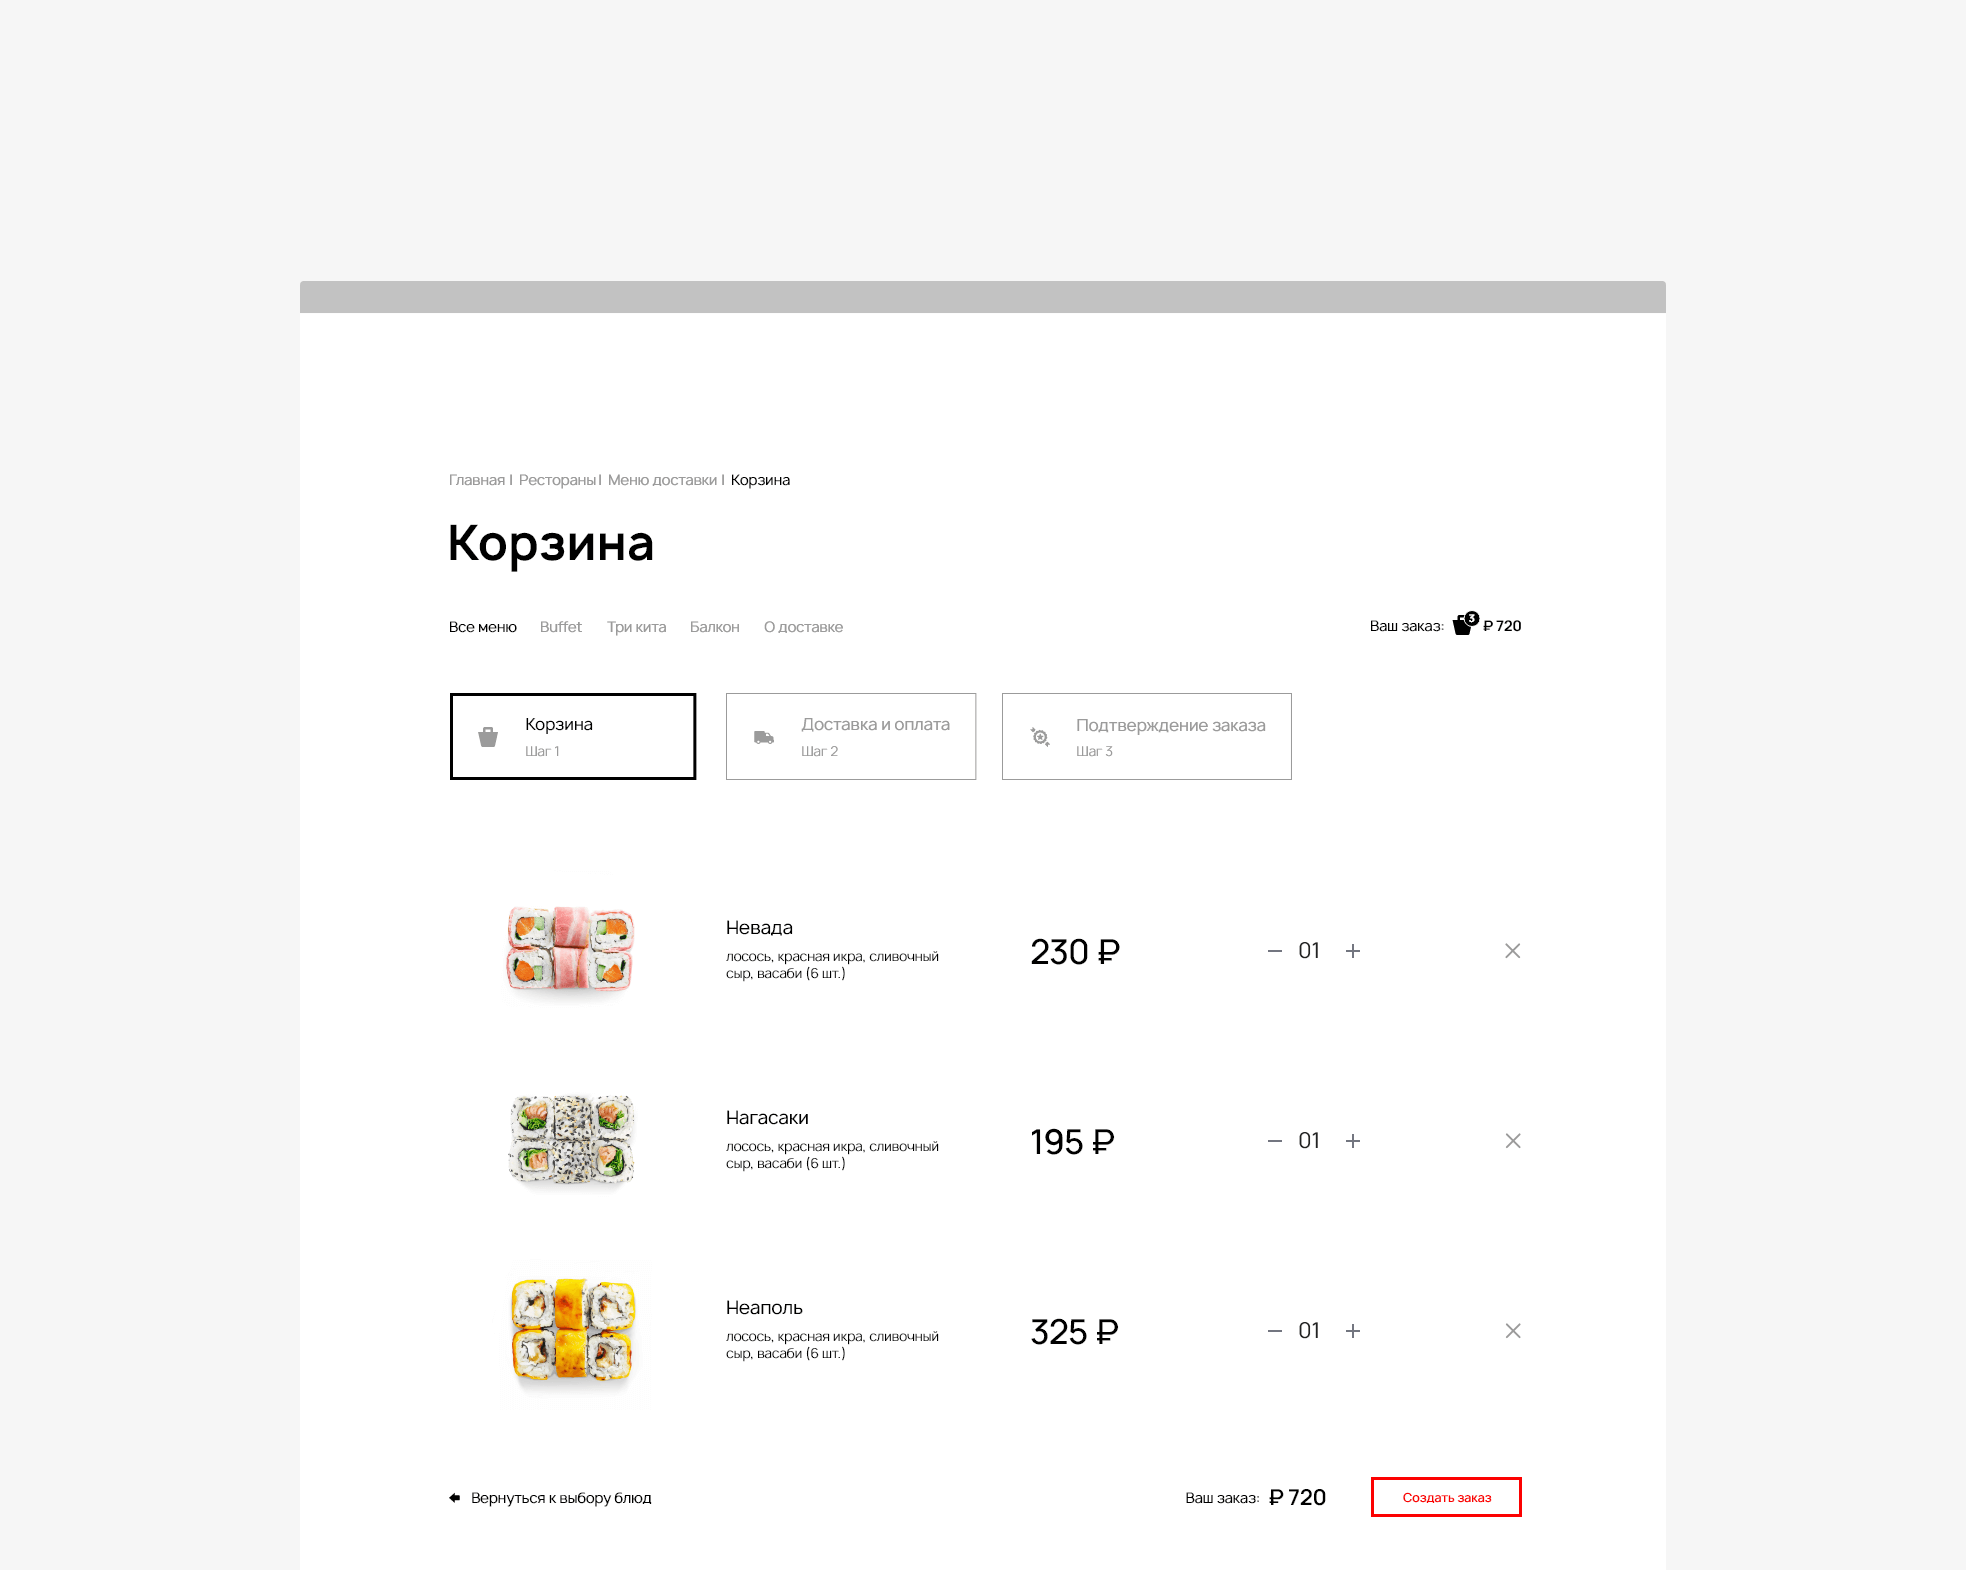 Главная | Рестораны | Меню доставки | Корзина
Корзина
Все меню Buffet Три кита Балкон О доставке
Ваш заказ: 3 ₽ 720
Корзина
Шаг 1
Доставка и оплата
Шаг 2
Подтверждение заказа
Шаг 3
Невада
лосось, красная икра, сливочный
сыр, васаби (6 шт.)
230 ₽
— 01 +
Нагасаки
лосось, красная икра, сливочный
сыр, васаби (6 шт.)
195 ₽
— 01 +
Неаполь
лосось, красная икра, сливочный
сыр, васаби (6 шт.)
325 ₽
— 01 +
Вернуться к выбору блюд
Ваш заказ: ₽ 720
Создать заказ